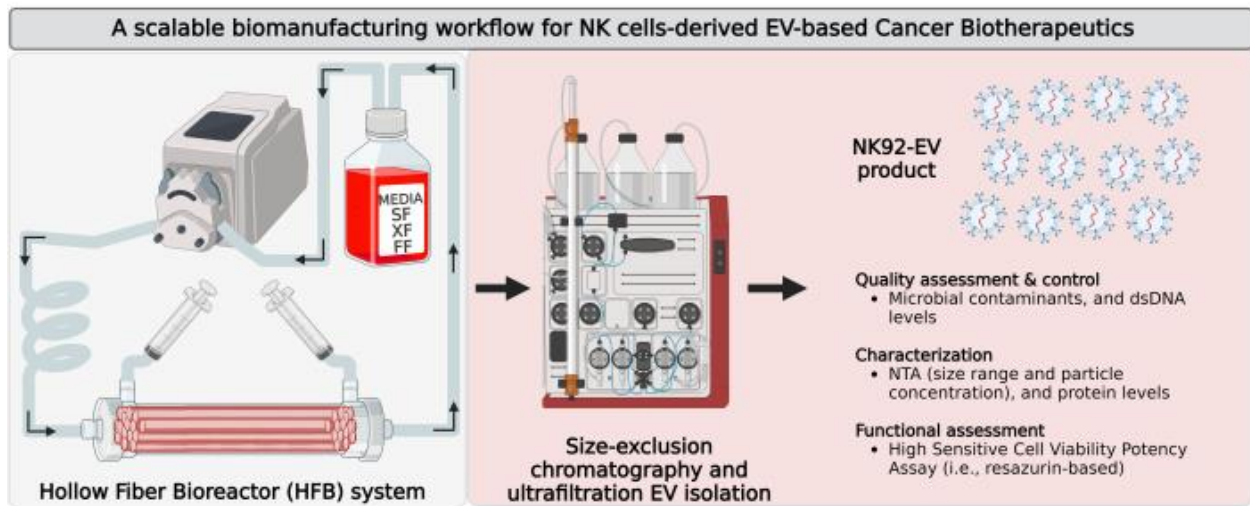 A scalable biomanufacturing workflow for NK cells-derived EV-based Cancer Biotherapeutics
MEDIA
SF
XF
FF
Hollow Fiber Bioreactor (HFB) system
Size-exclusion
chromatography and
ultrafiltration EV isolation
NK92-EV
product
Quality assessment & control
• Microbial contaminants, and dsDNA
levels
Characterization
• NTA (size range and particle
concentration), and protein levels
Functional assessment
• High Sensitive Cell Viability Potency
Assay (i.e., resazurin-based)